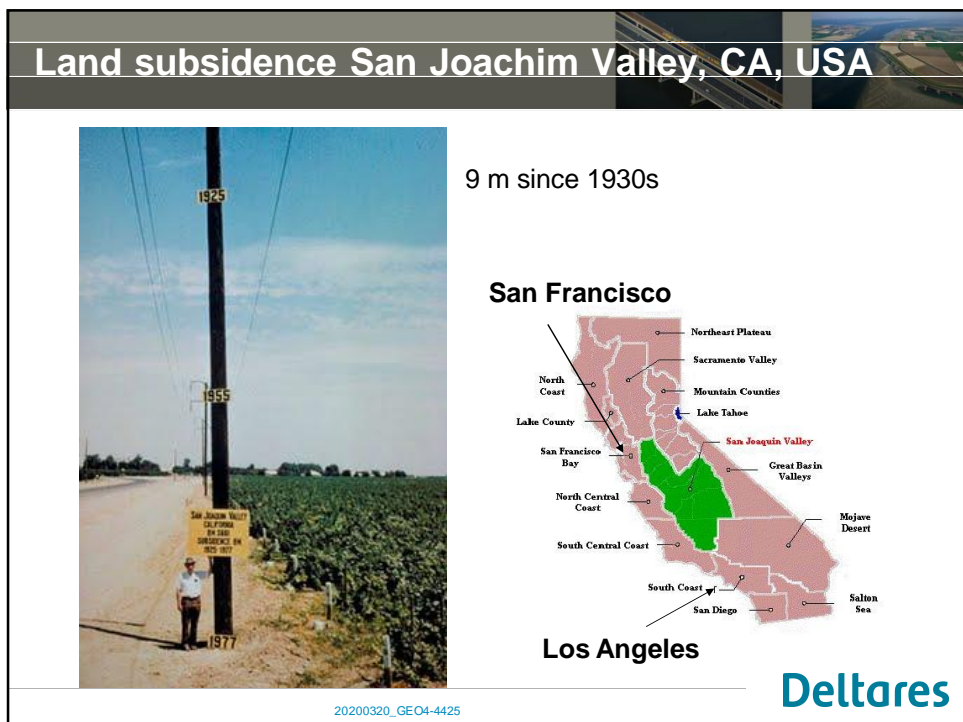 Land subsidence San Joachim Valley, CA, USA
1925
1955
SAN JOAQUIN VALLEY
CALIFORNIA
BM S661
SUBSIDENCE 9M
1925-1977
1977
9 m since 1930s
San Francisco
Northeast Plateau
Sacramento Valley
North
Coast
Mountain Counties
Lake Tahoe
Lake County
San Joaquin Valley
San Francisco
Bay
Great Basin
Valleys
North Central
Coast
Mojave
Desert
South Central Coast
South Coast
Salton
Sea
San Diego
Los Angeles
Deltares
20200320_GEO4-4425